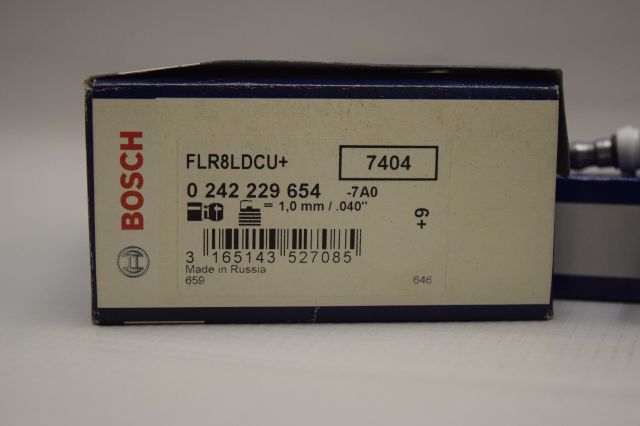 BOSCH
FLR8LDCU+
7404
0 242 229 654 -7A0
= 1,0 mm / .040"
+9
3 165143 527085
Made in Russia
659
646